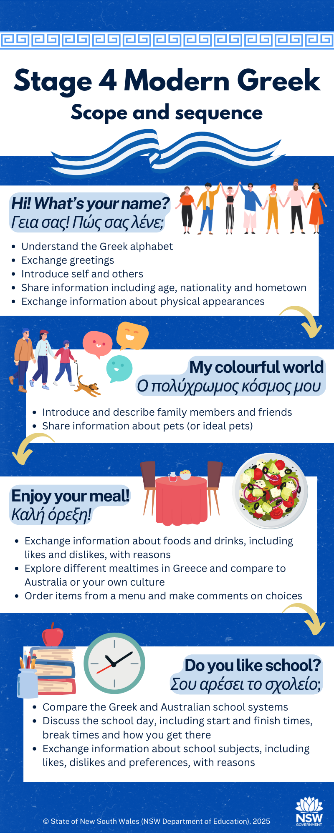 Stage 4 Modern Greek
Scope and sequence
Hi! What's your name?
Γεια σας! Πώς σας λένε;
• Understand the Greek alphabet
• Exchange greetings
• Introduce self and others
• Share information including age, nationality and hometown
• Exchange information about physical appearances
My colourful world
Ο πολύχρωμος κόσμος μου
• Introduce and describe family members and friends
• Share information about pets (or ideal pets)
Enjoy your meal!
Καλή όρεξη!
• Exchange information about foods and drinks, including
likes and dislikes, with reasons
• Explore different mealtimes in Greece and compare to
Australia or your own culture
• Order items from a menu and make comments on choices
Do you like school?
Σου αρέσει το σχολείο;
• Compare the Greek and Australian school systems
• Discuss the school day, including start and finish times,
break times and how you get there
• Exchange information about school subjects, including
likes, dislikes and preferences, with reasons
© State of New South Wales (NSW Department of Education), 2025
NSW
GOVERNMENT